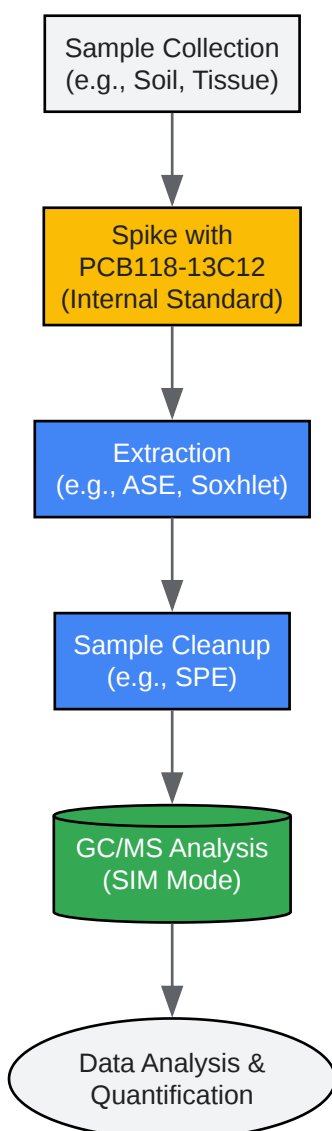 Sample Collection
(e.g., Soil, Tissue)
Spike with
PCB118-13C12
(Internal Standard)
Extraction
(e.g., ASE, Soxhlet)
Sample Cleanup
(e.g., SPE)
GC/MS Analysis
(SIM Mode)
Data Analysis &
Quantification